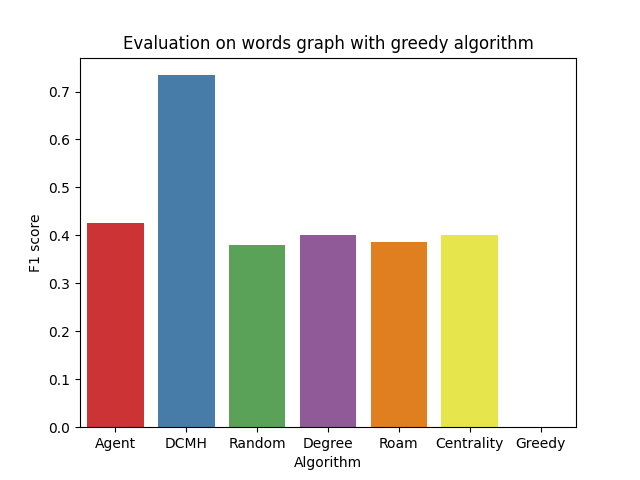 Evaluation on words graph with greedy algorithm
0.7
0.6
0.5
0.4
0.3
0.2
0.1
0.0
F1 score
Agent DCMH Random Degree Roam Centrality Greedy
Algorithm